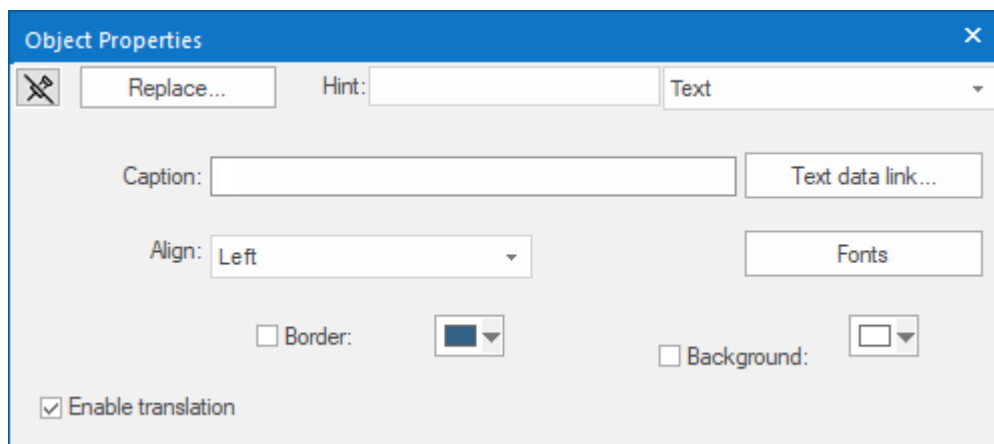 Object Properties
Replace... Hint: Text
Caption: Text data link...
Align: Left Fonts
Border: Background:
Enable translation